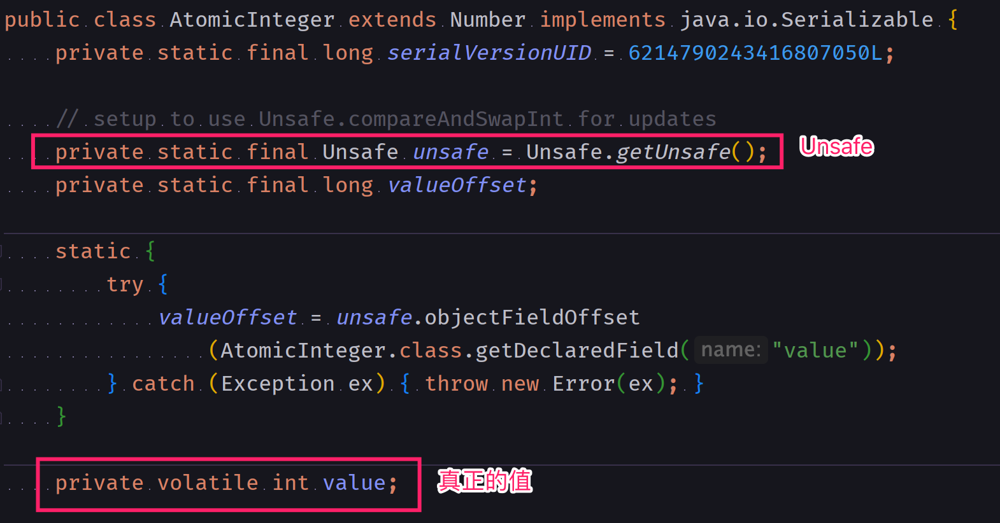 public class AtomicInteger extends Number implements java.io.Serializable {
    private static final long serialVersionUID = 6214790243416807050L;
    // setup to use Unsafe.compareAndSwapInt for updates
    private static final Unsafe unsafe = Unsafe.getUnsafe(); Unsafe
    private static final long valueOffset;
    static {
        try {
            valueOffset = unsafe.objectFieldOffset
                (AtomicInteger.class.getDeclaredField( name: "value"));
        } catch (Exception ex) { throw new Error(ex); }
    }
    private volatile int value; 真正的值